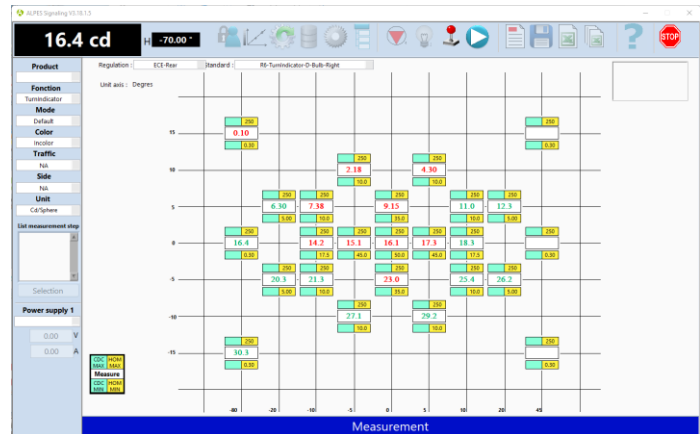 ALPES Signaling V3.18.1.5
16.4 cd H -70.00 °
STOP
Product
Regulation : ECE-Rear Standard : R6-TurnIndicator-D-Bulb-Right
Unit axis : Degres
Fonction
TurnIndicator
Mode
Default
Color
Incolor
Traffic
NA
Side
NA
Unit
Cd/Sphere
List measurement step
Selection
Power supply 1
0.00 V
0.00 A
250 250
15 0.10
0.30 0.30
250 250
10 2.18 4.30
10.0 10.0
250 250 250 250 250
5 6.30 7.38 9.15 11.0 12.3
5.00 10.0 35.0 10.0 5.00
250 250 250 250 250 250 250
0 16.4 14.2 15.1 16.1 17.3 18.3
0.30 17.5 45.0 50.0 45.0 17.5 0.30
250 250 250 250 250
-5 20.3 21.3 23.0 25.4 26.2
5.00 10.0 35.0 10.0 5.00
250 250
-10 27.1 29.2
10.0 10.0
250 250
-15 30.3
0.30 0.30
CDC HOM
MAX MAX
Measure
CDC HOM
MIN MIN
-80 -20 -10 -5 0 5 10 20 45
Measurement